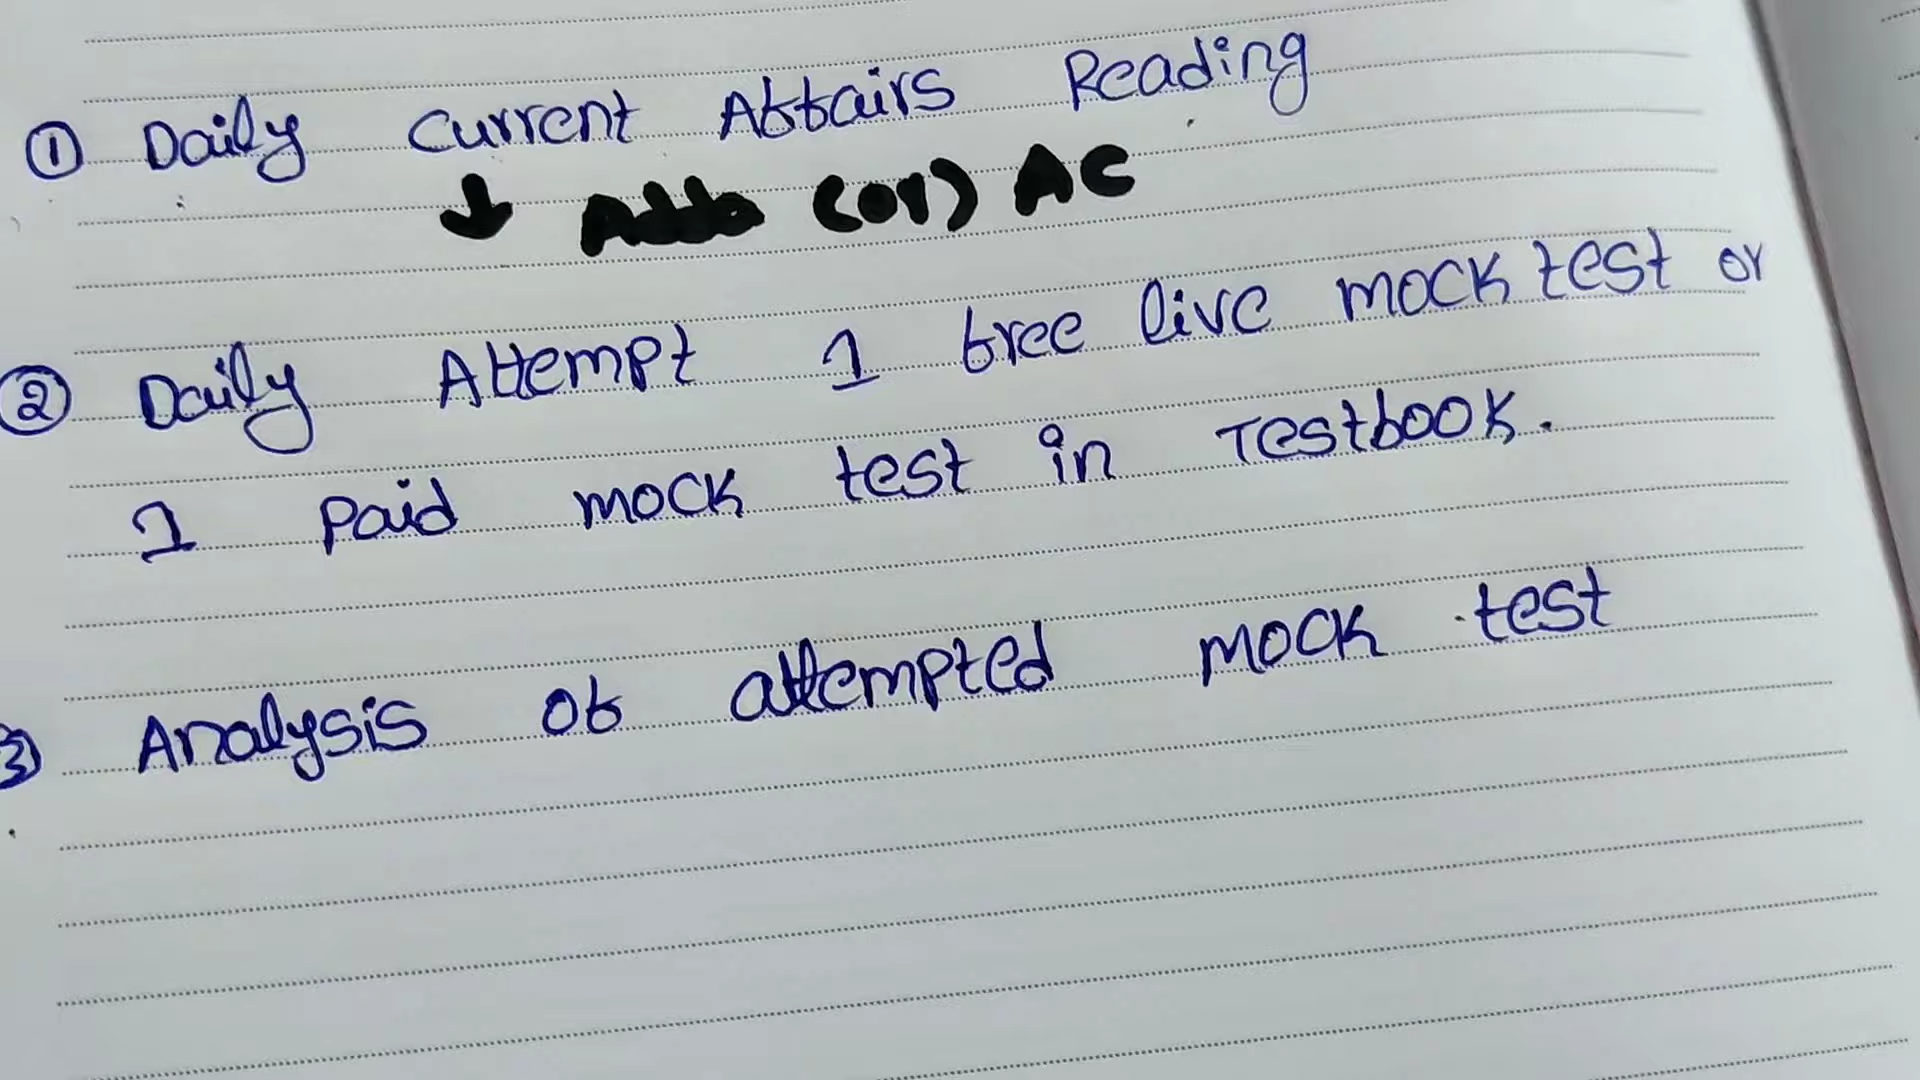 ① Daily Current Affairs Reading
↓ Adda (or) AC
② Daily Attempt 1 free live mock test or
1 Paid mock test in Testbook.
③ Analysis of attempted mock test